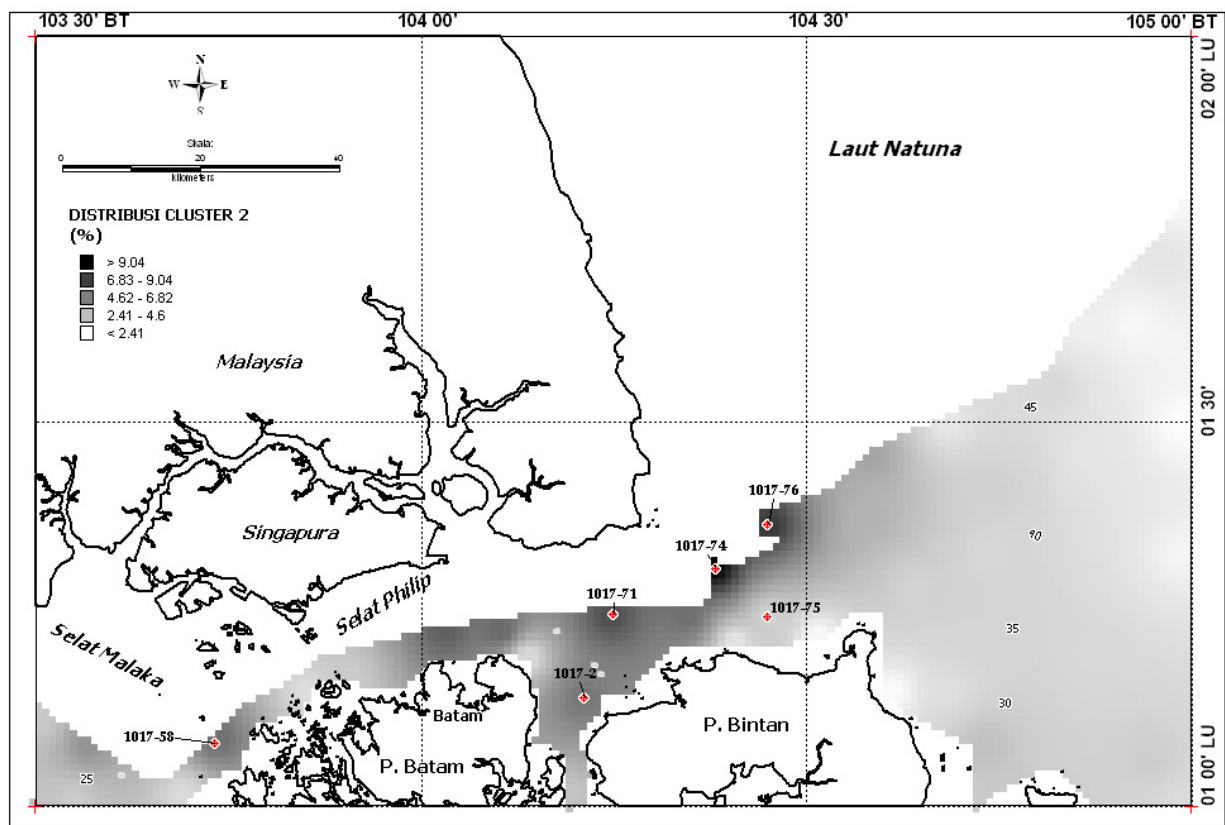 103 30' BT
104 00'
104 30'
105 00' BT
02 00' LU
N
W E
S
Skala:
0 20 40
kilometers
Laut Natuna
DISTRIBUSI CLUSTER 2
(%)
> 9.04
6.83 - 9.04
4.62 - 6.82
2.41 - 4.6
< 2.41
Malaysia
45
01 30'
1017-76
Singapura
40
1017-74
Selat Philip
1017-71
1017-75
35
Selat Malaka
1017-2
30
Batam
P. Bintan
1017-58
P. Batam
25
01 00' LU